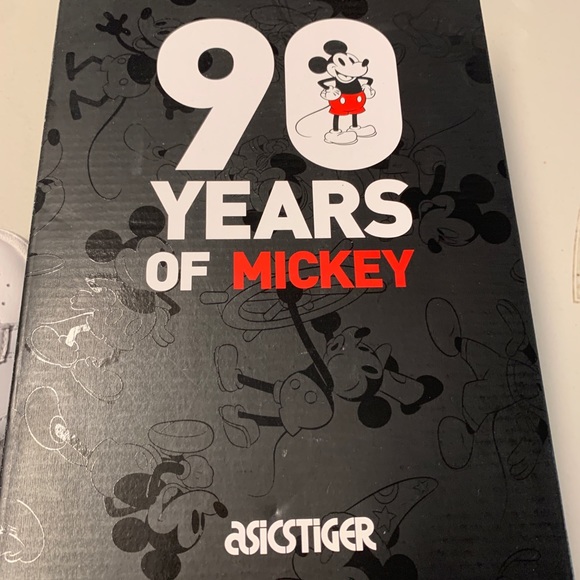 90
YEARS
OF MICKEY
asicsTiGER